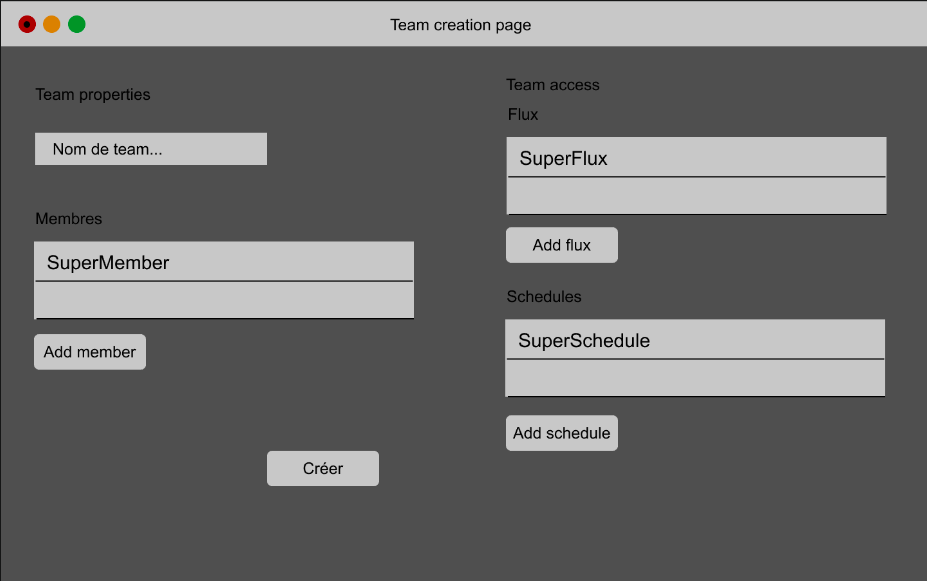 Team creation page
Team properties
Nom de team...
Membres
SuperMember
Add member
Créer
Team access
Flux
SuperFlux
Add flux
Schedules
SuperSchedule
Add schedule